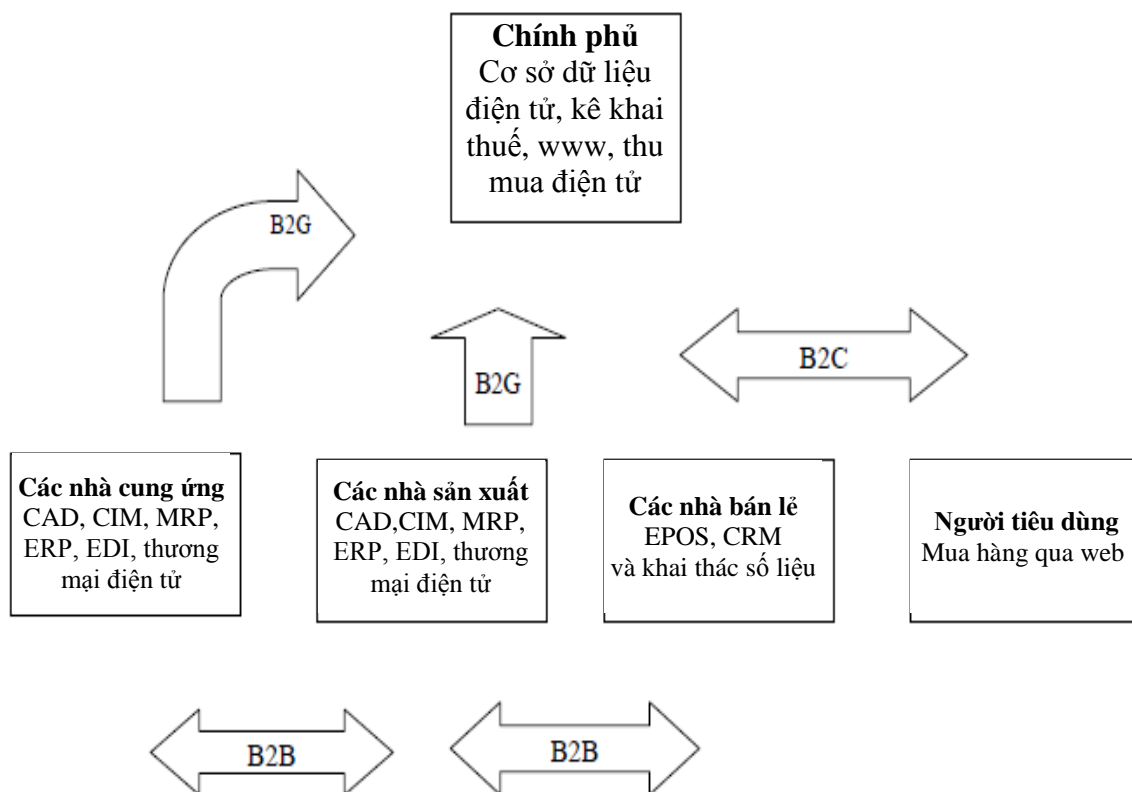 Chính phủ
Cơ sở dữ liệu
điện tử, kê khai
thuế, www, thu
mua điện tử
B2G
B2G
B2C
Các nhà cung ứng
CAD, CIM, MRP,
ERP, EDI, thương
mại điện tử
Các nhà sản xuất
CAD,CIM, MRP,
ERP, EDI, thương
mại điện tử
Các nhà bán lẻ
EPOS, CRM
và khai thác số liệu
Người tiêu dùng
Mua hàng qua web
B2B
B2B